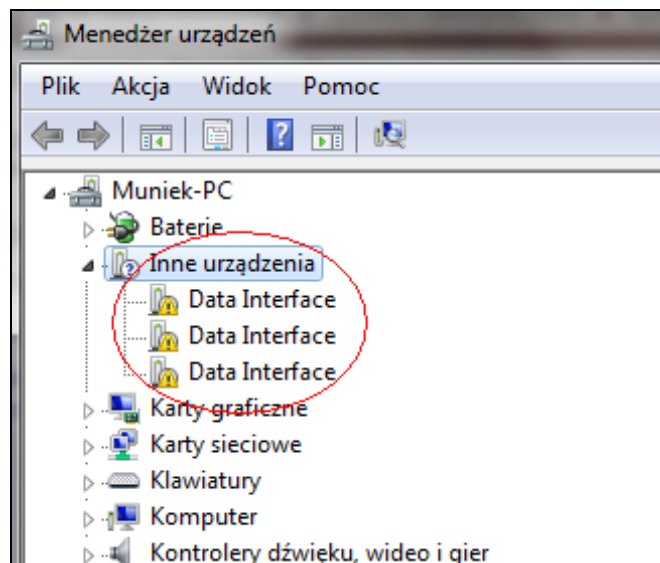 Menedżer urządzeń
Plik Akcja Widok Pomoc
Muniek-PC
Baterie
Inne urządzenia
Data Interface
Data Interface
Data Interface
Karty graficzne
Karty sieciowe
Klawiatury
Komputer
Kontrolery dźwięku, wideo i gier